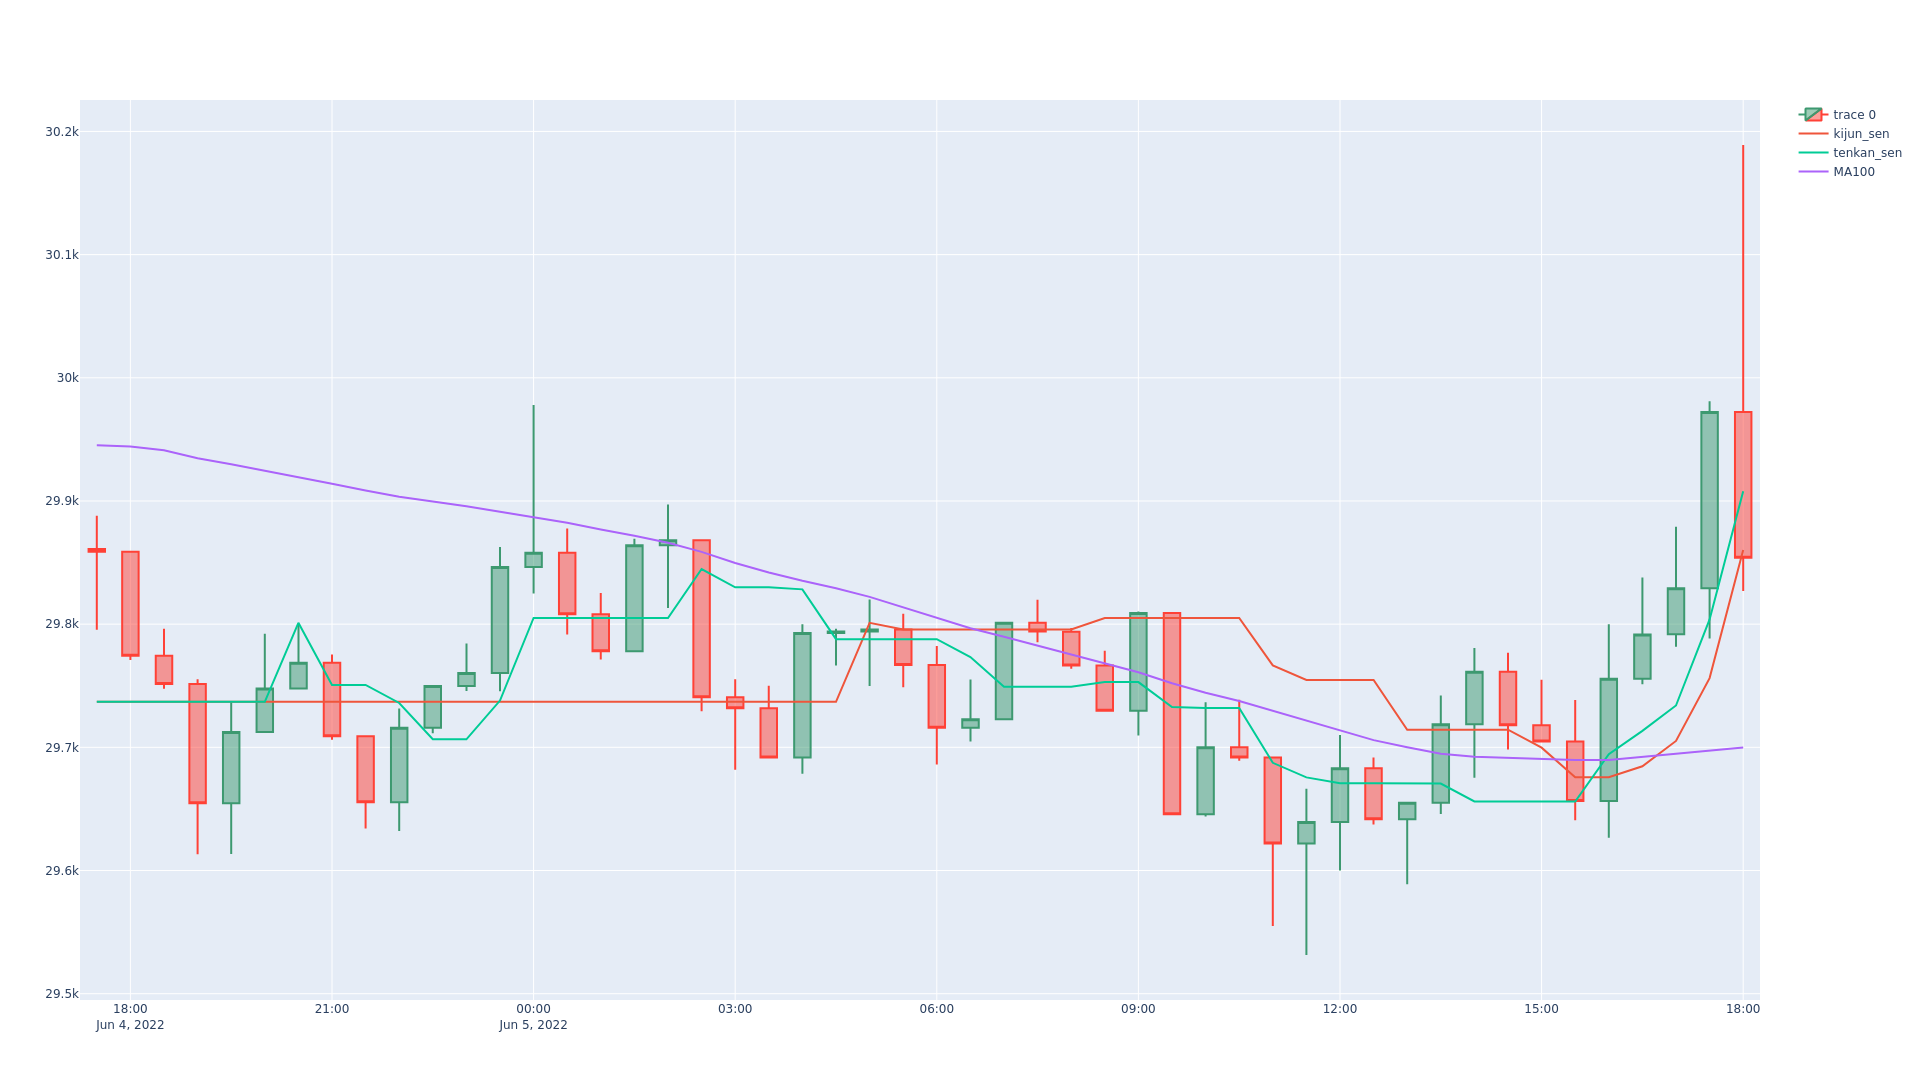 30.2k
30.1k
30k
29.9k
29.8k
29.7k
29.6k
29.5k
18:00
Jun 4, 2022
21:00
00:00
Jun 5, 2022
03:00
06:00
09:00
12:00
15:00
18:00
trace 0
kijun_sen
tenkan_sen
MA100